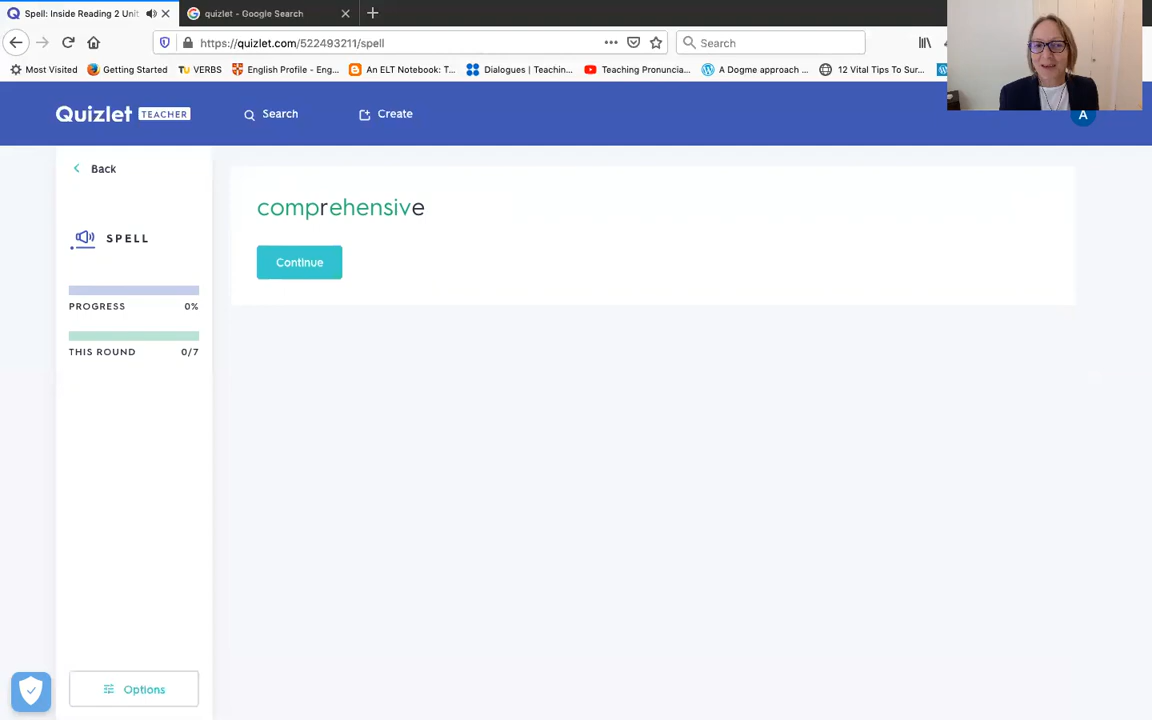 Spell: Inside Reading 2 Unit
quizlet - Google Search
https://quizlet.com/522493211/spell
Search
Most Visited
Getting Started
TU VERBS
English Profile - Eng...
An ELT Notebook: T...
Dialogues | Teachin...
Teaching Pronuncia...
A Dogme approach ...
12 Vital Tips To Sur...
Quizlet TEACHER
Search
Create
A
Back
comprehensive
SPELL
Continue
PROGRESS 0%
THIS ROUND 0/7
Options